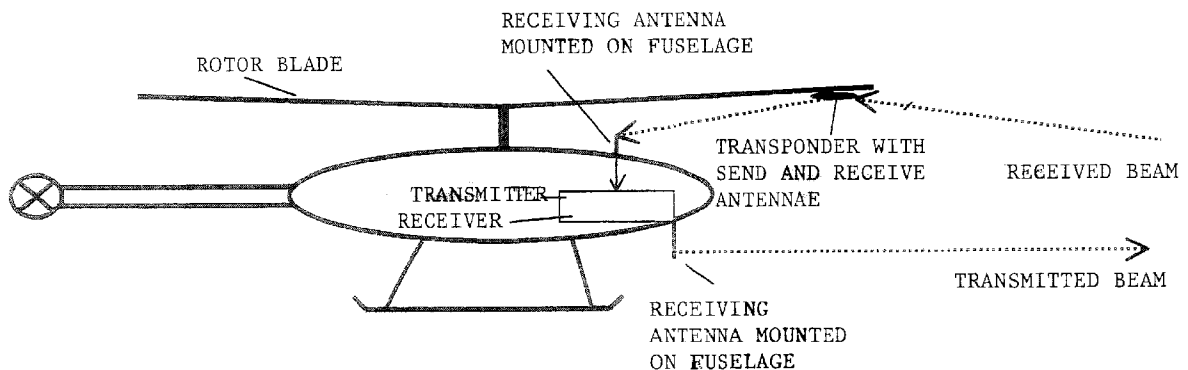 RECEIVING ANTENNA
MOUNTED ON FUSELAGE
ROTOR BLADE
TRANSPONDER WITH
SEND AND RECEIVE
ANTENNAE
RECEIVED BEAM
TRANSMITTER
RECEIVER
TRANSMITTED BEAM
RECEIVING
ANTENNA MOUNTED
ON FUSELAGE